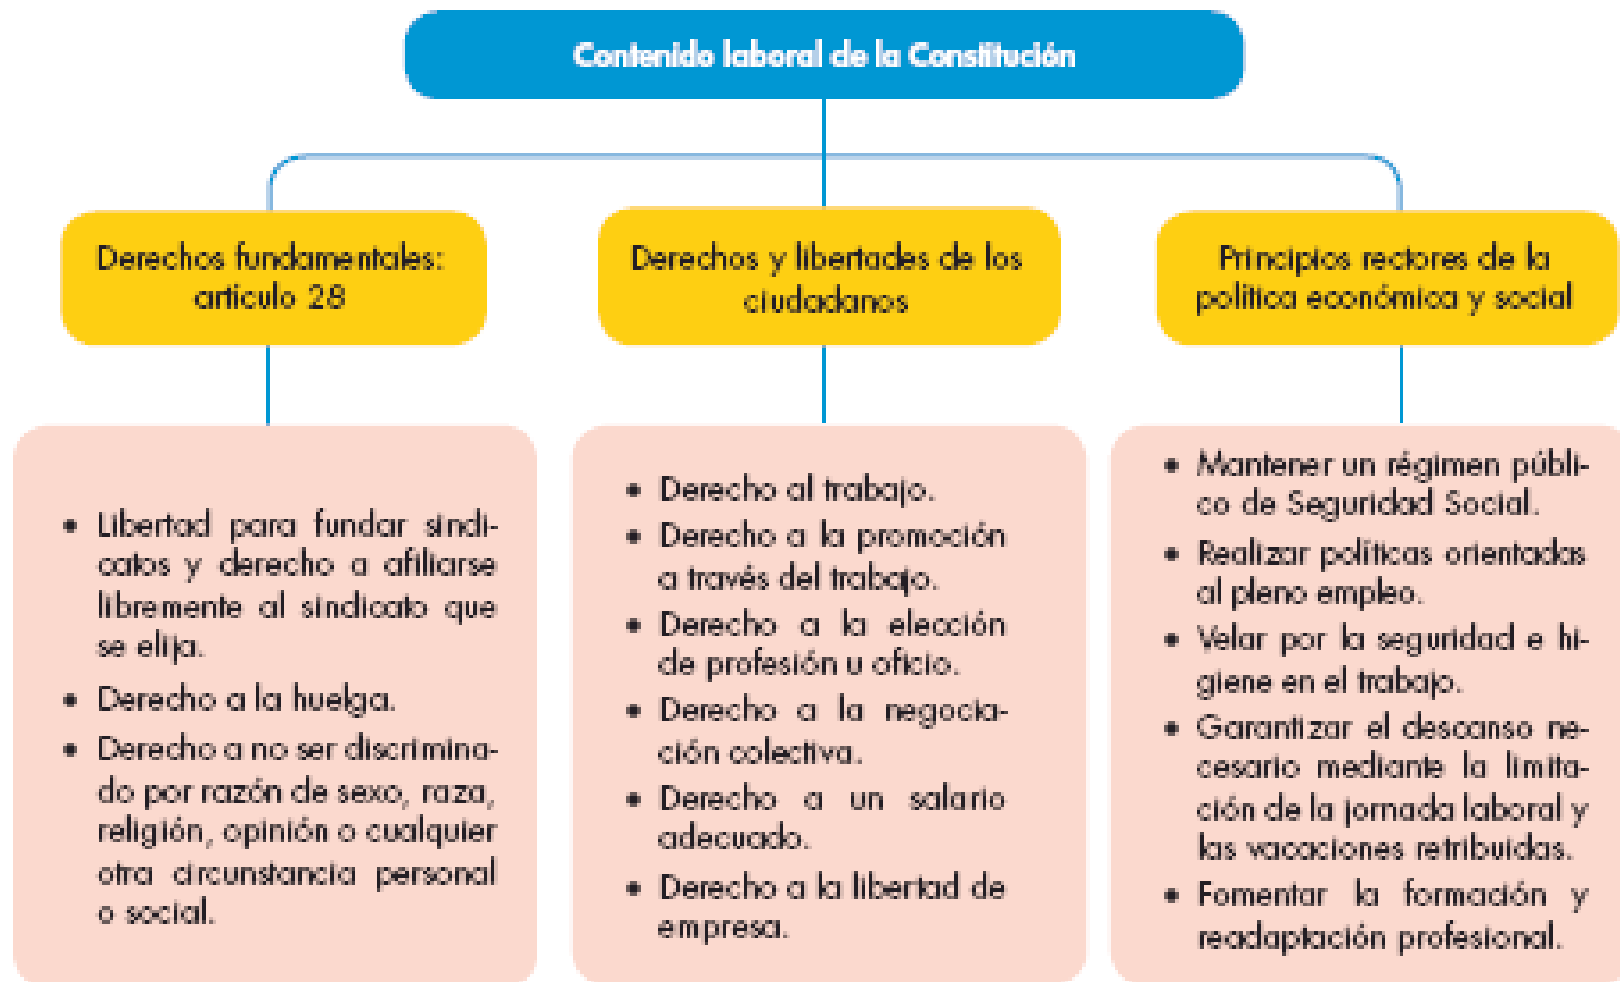 Contenido laboral de la Constitución
Derechos fundamentales:
artículo 28
Derechos y libertades de los
ciudadanos
Principios rectores de la
política económica y social
• Libertad para fundar sindi-
catos y derecho a afiliarse
libremente al sindicato que
se elija.
• Derecho a la huelga.
• Derecho a no ser discrimina-
do por razón de sexo, raza,
religión, opinión o cualquier
otra circunstancia personal
o social.
• Derecho al trabajo.
• Derecho a la promoción
a través del trabajo.
• Derecho a la elección
de profesión u oficio.
• Derecho a la negocia-
ción colectiva.
• Derecho a un salario
adecuado.
• Derecho a la libertad de
empresa.
• Mantener un régimen públi-
co de Seguridad Social.
• Realizar políticas orientadas
al pleno empleo.
• Velar por la seguridad e hi-
giene en el trabajo.
• Garantizar el descanso ne-
cesario mediante la limita-
ción de la jornada laboral y
las vacaciones retribuidas.
• Fomentar la formación y
readaptación profesional.